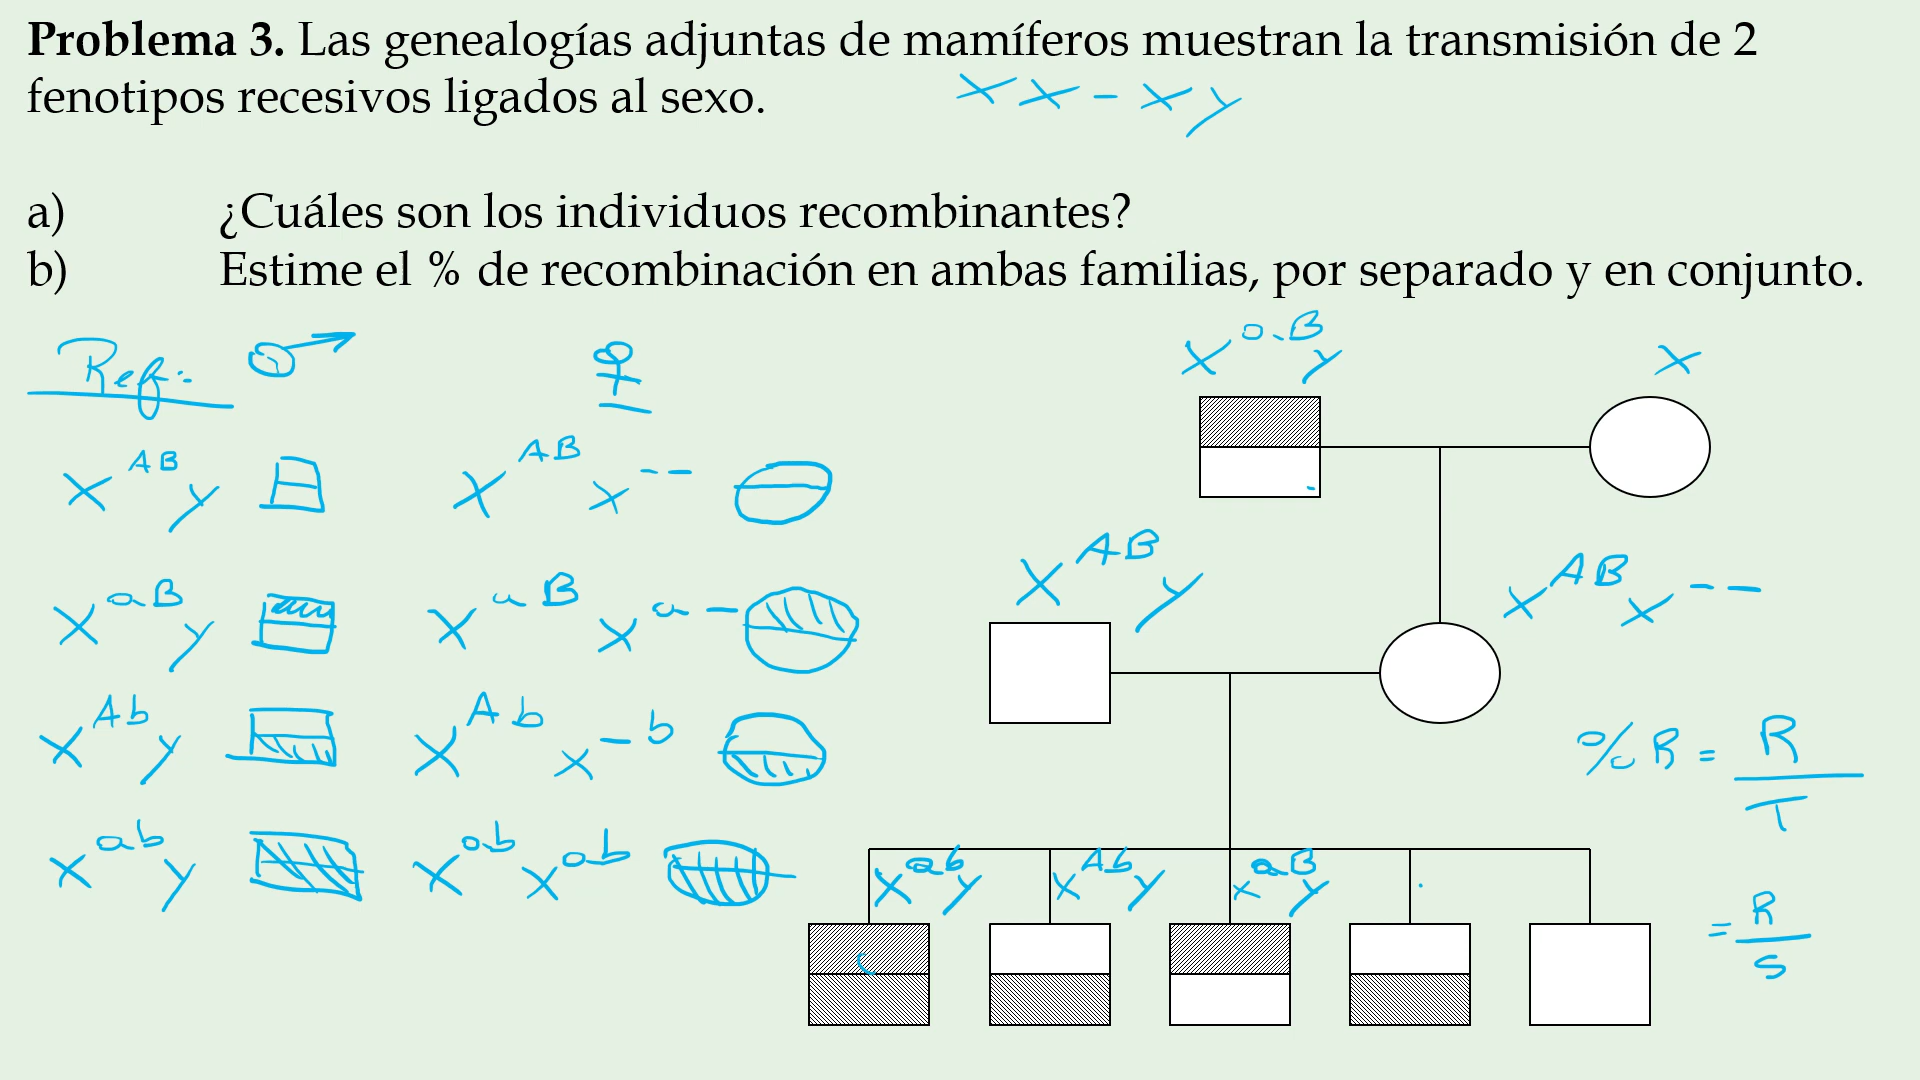 Problema 3. Las genealogías adjuntas de mamíferos muestran la transmisión de 2
fenotipos recesivos ligados al sexo.
XX - XY
a) ¿Cuáles son los individuos recombinantes?
b) Estime el % de recombinación en ambas familias, por separado y en conjunto.
Ref: ♂ ♀
X^aB Y X
X^AB Y X^AB X^--
X^AB Y X^AB X^--
X^aB Y X^aB X^a-
X^Ab Y X^Ab X^-b
% R = R / T
X^ab Y X^ab X^ab
X^ab Y X^Ab Y X^aB Y
= R / 5